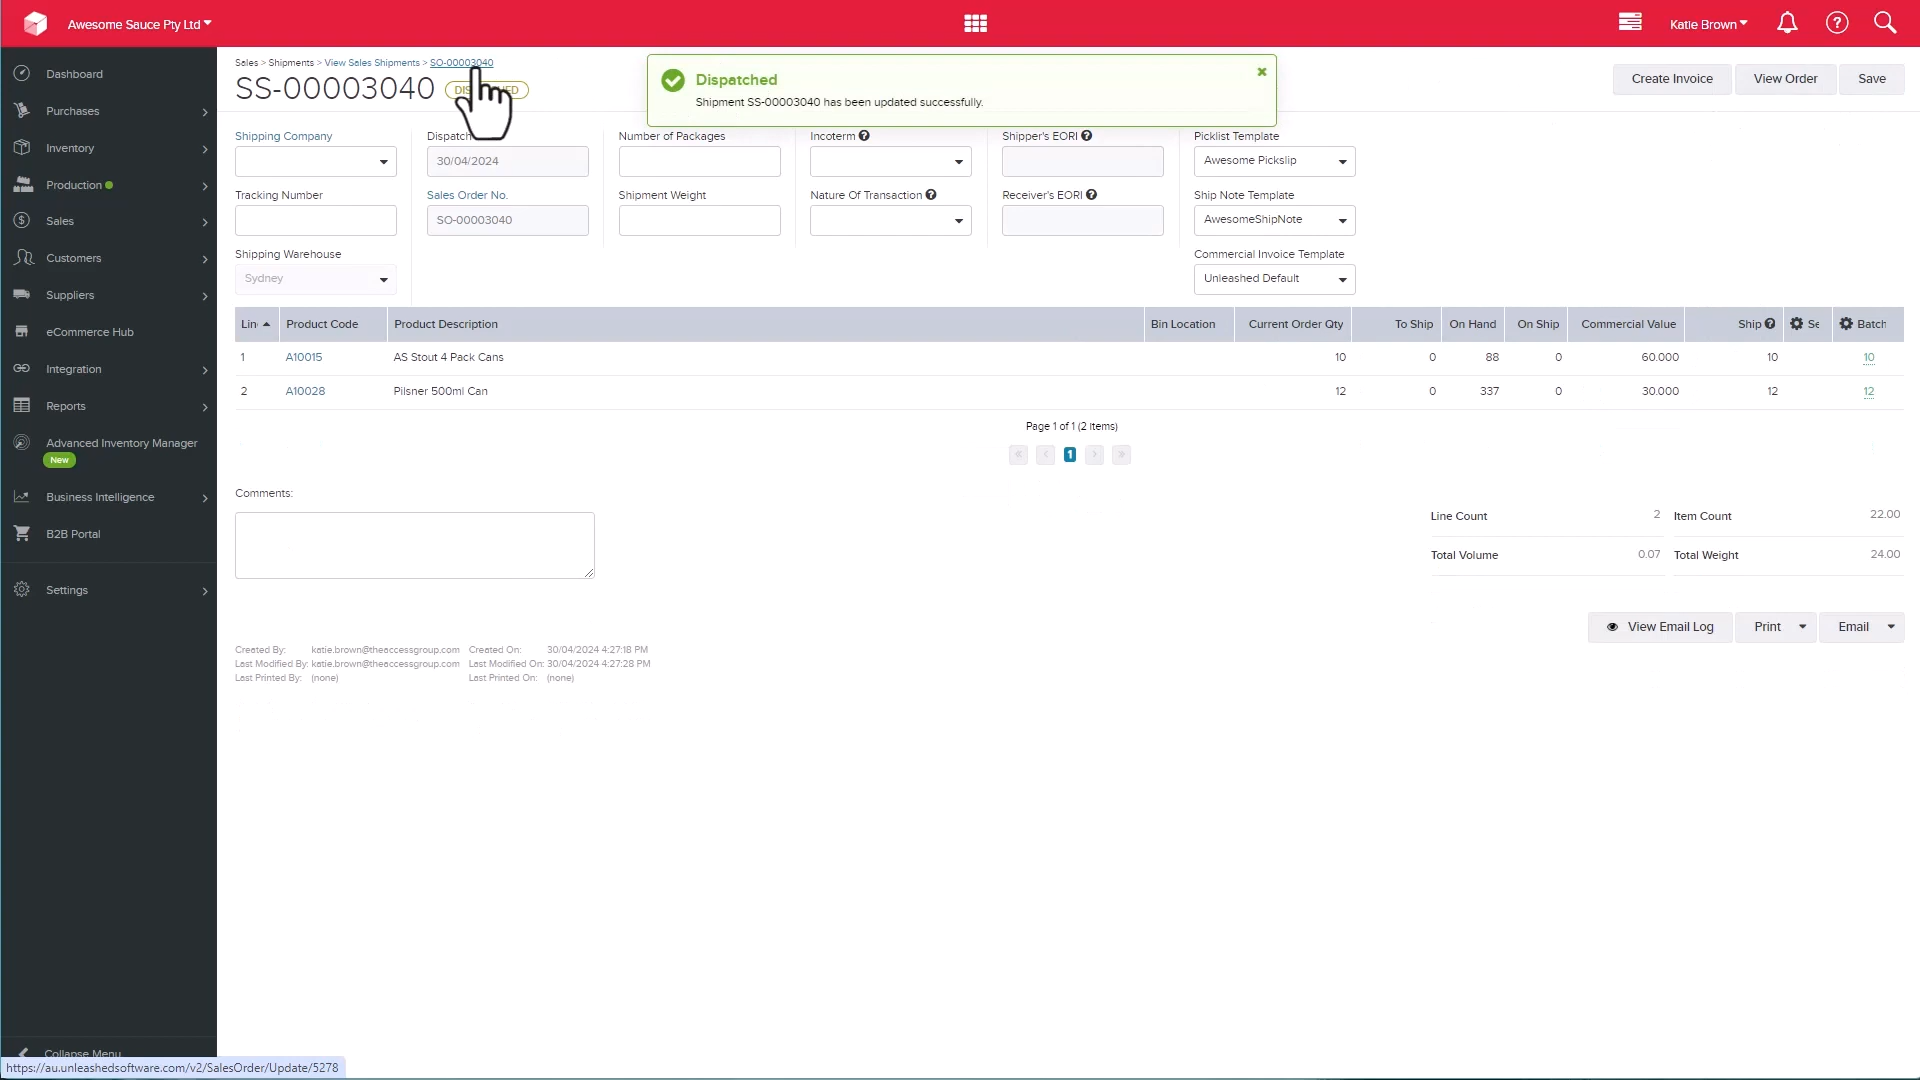 Awesome Sauce Pty Ltd
Katie Brown
Dashboard
Purchases
Inventory
Production
Sales
Customers
Suppliers
eCommerce Hub
Integration
Reports
Advanced Inventory Manager
New
Business Intelligence
B2B Portal
Settings
Collapse Menu
Sales > Shipments > View Sales Shipments > SO-00003040
SS-00003040
Dispatched
Shipment SS-00003040 has been updated successfully.
Create Invoice View Order Save
Shipping Company
Tracking Number
Shipping Warehouse
Sydney
Dispatch
30/04/2024
Sales Order No.
SO-00003040
Number of Packages
Shipment Weight
Incoterm
Nature Of Transaction
Shipper's EORI
Receiver's EORI
Picklist Template
Awesome Pickslip
Ship Note Template
AwesomeShipNote
Commercial Invoice Template
Unleashed Default
Lin Product Code Product Description Bin Location Current Order Qty To Ship On Hand On Ship Commercial Value Ship Se Batch
1 A10015 AS Stout 4 Pack Cans 10 0 88 0 60.000 10 10
2 A10028 Pilsner 500ml Can 12 0 337 0 30.000 12 12
Page 1 of 1 (2 items)
« ‹ 1 › »
Comments:
Line Count 2 Item Count 22.00
Total Volume 0.07 Total Weight 24.00
View Email Log Print Email
Created By: katie.brown@theaccessgroup.com Created On: 30/04/2024 4:27:18 PM
Last Modified By: katie.brown@theaccessgroup.com Last Modified On: 30/04/2024 4:27:28 PM
Last Printed By: (none) Last Printed On: (none)
https://au.unleashedsoftware.com/v2/SalesOrder/Update/5278